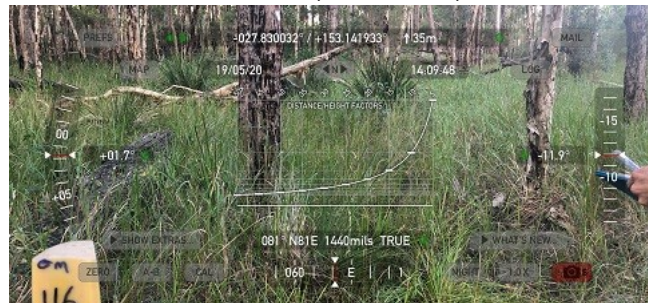 PREFS -027.830032° / +153.141933° ↑35m MAIL
MAP 19/05/20 ◄N► 14:09:48 LOG
DISTANCE/HEIGHT FACTORS
00 -15
+01.7° -11.9°
+05 -10
▶ SHOW EXTRAS... 081° N81E 1440mils TRUE ▶ WHAT'S NEW...
ZERO A-B CAL 060 E NIGHT 1.0X
0m
116